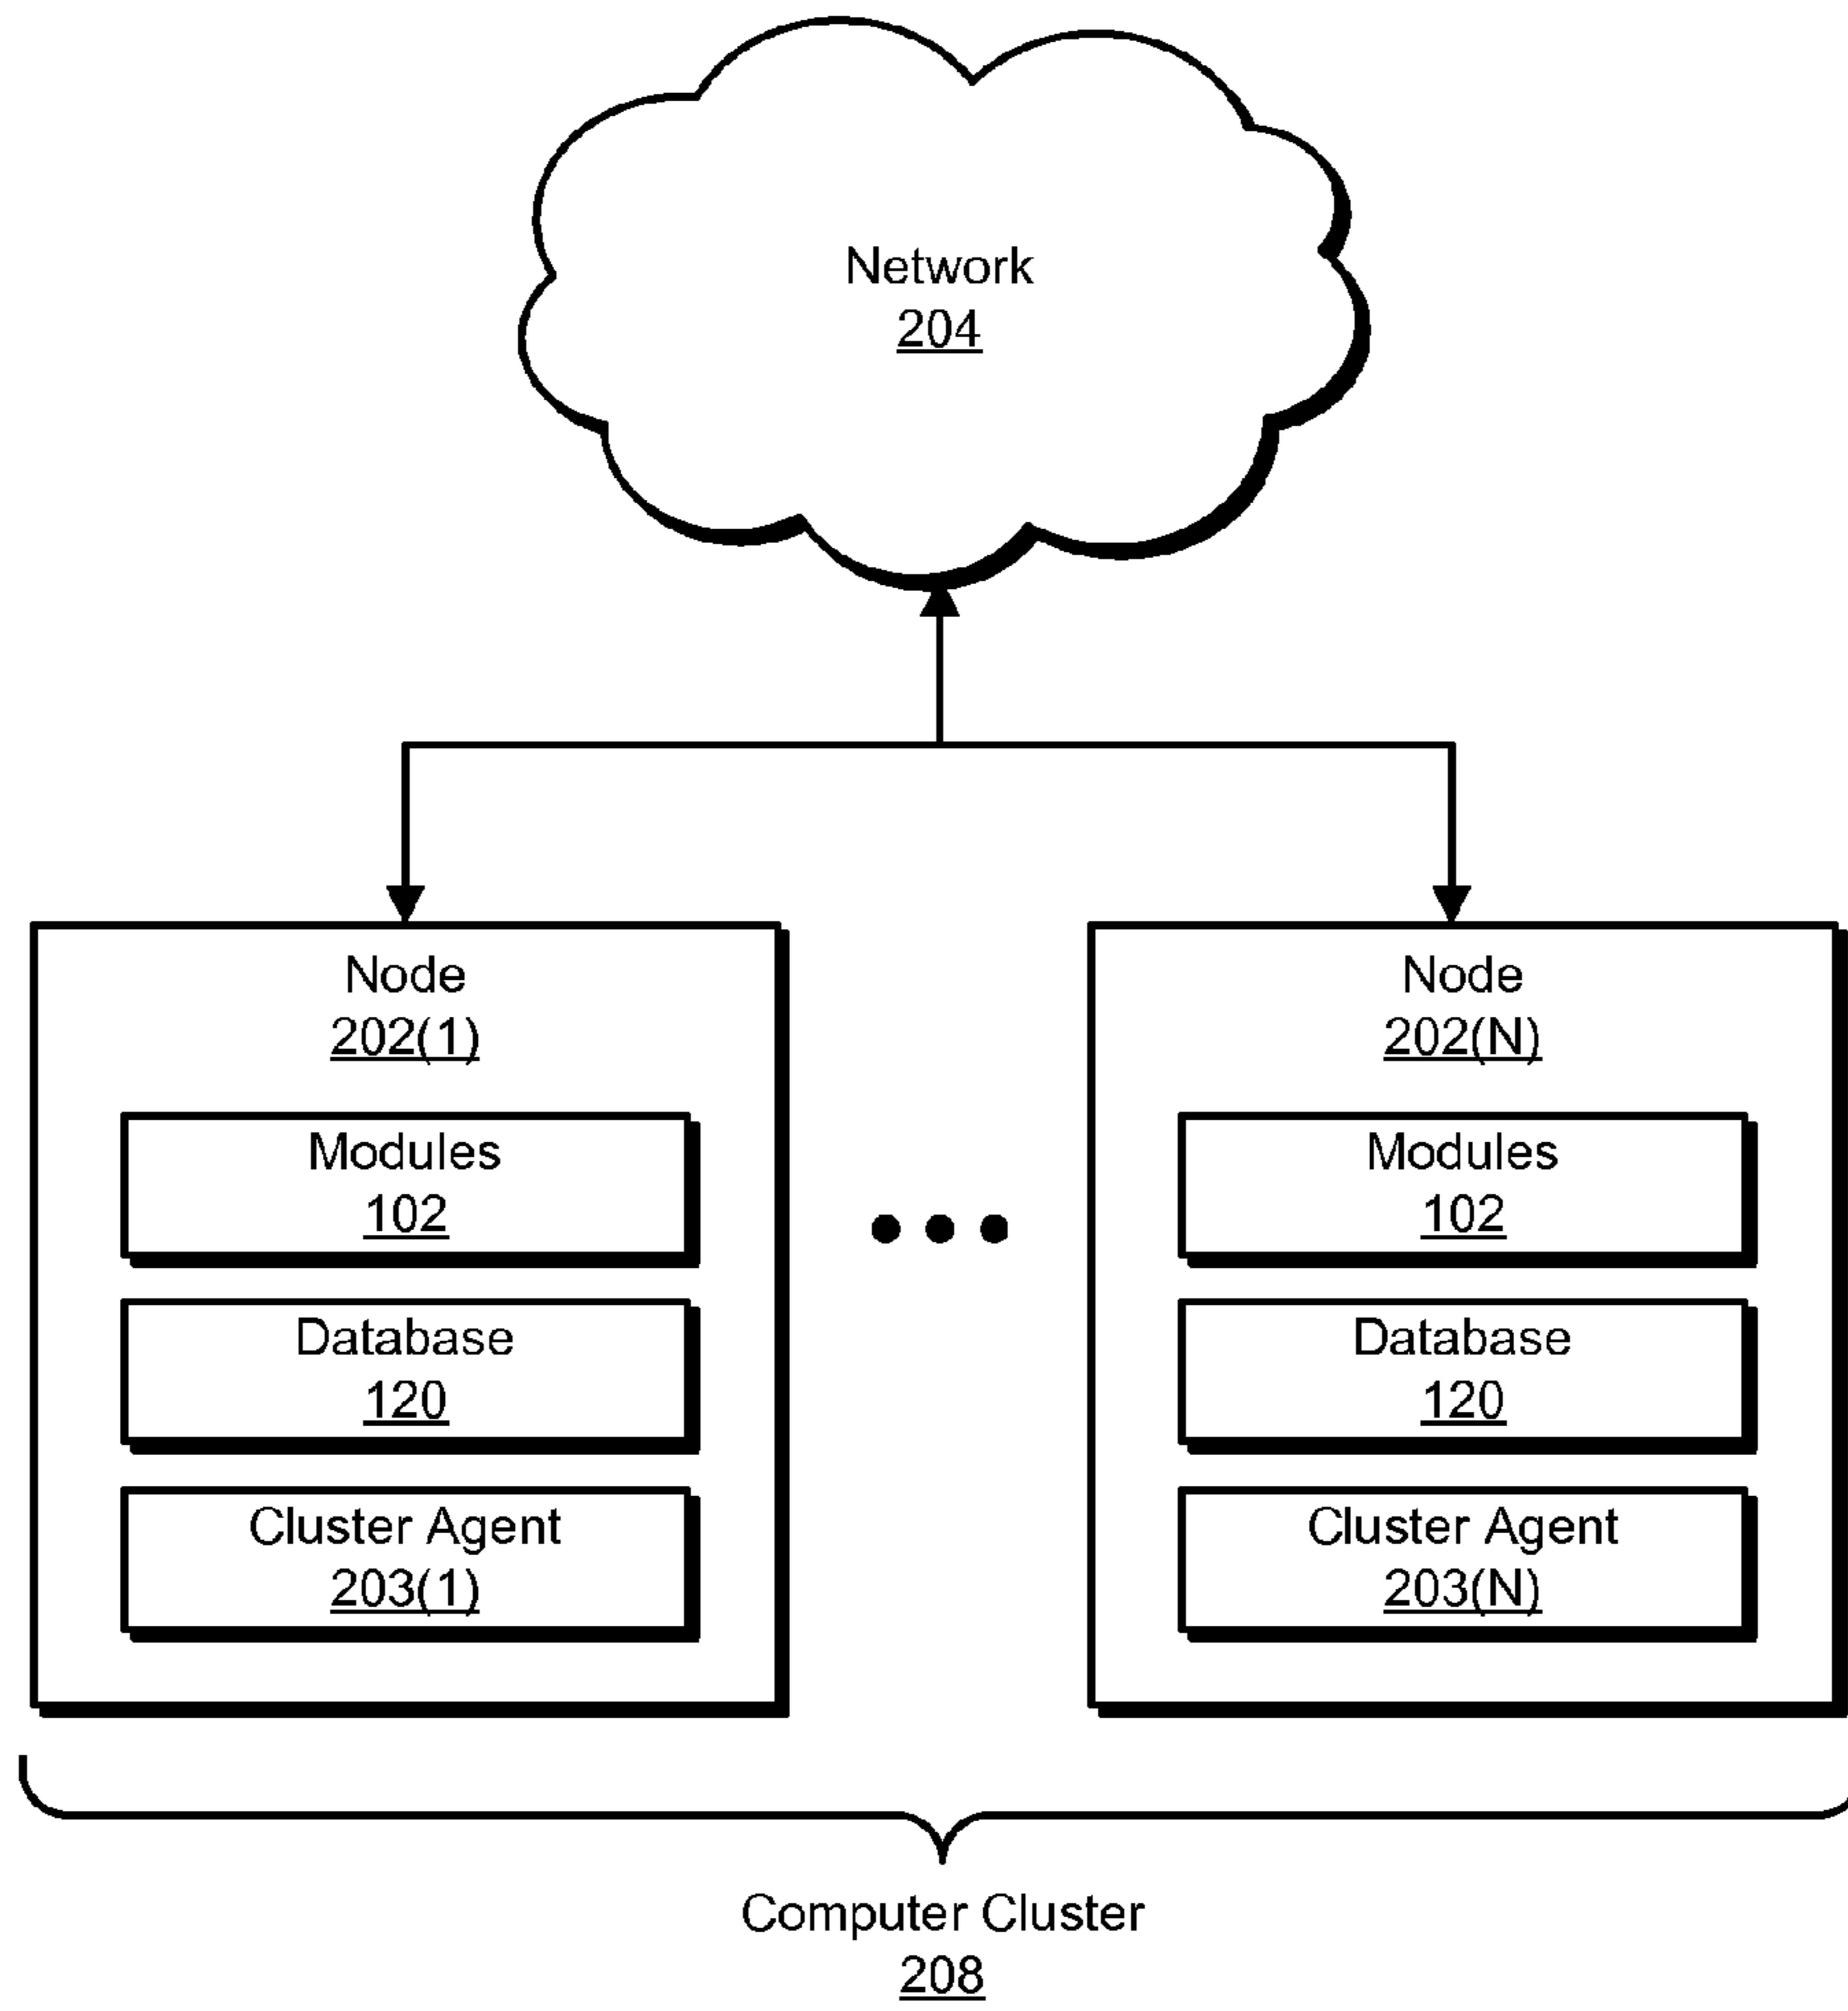 Network
204
Node
202(1)
Modules
102
Database
120
Cluster Agent
203(1)
Node
202(N)
Modules
102
Database
120
Cluster Agent
203(N)
Computer Cluster
208